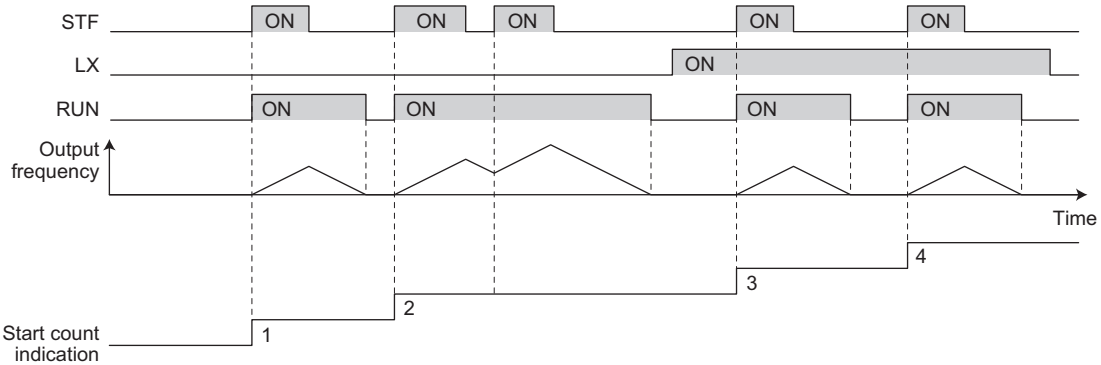 STF ON ON ON ON ON
LX ON
RUN ON ON ON ON
Output
frequency
Time
4
3
2
1
Start count
indication